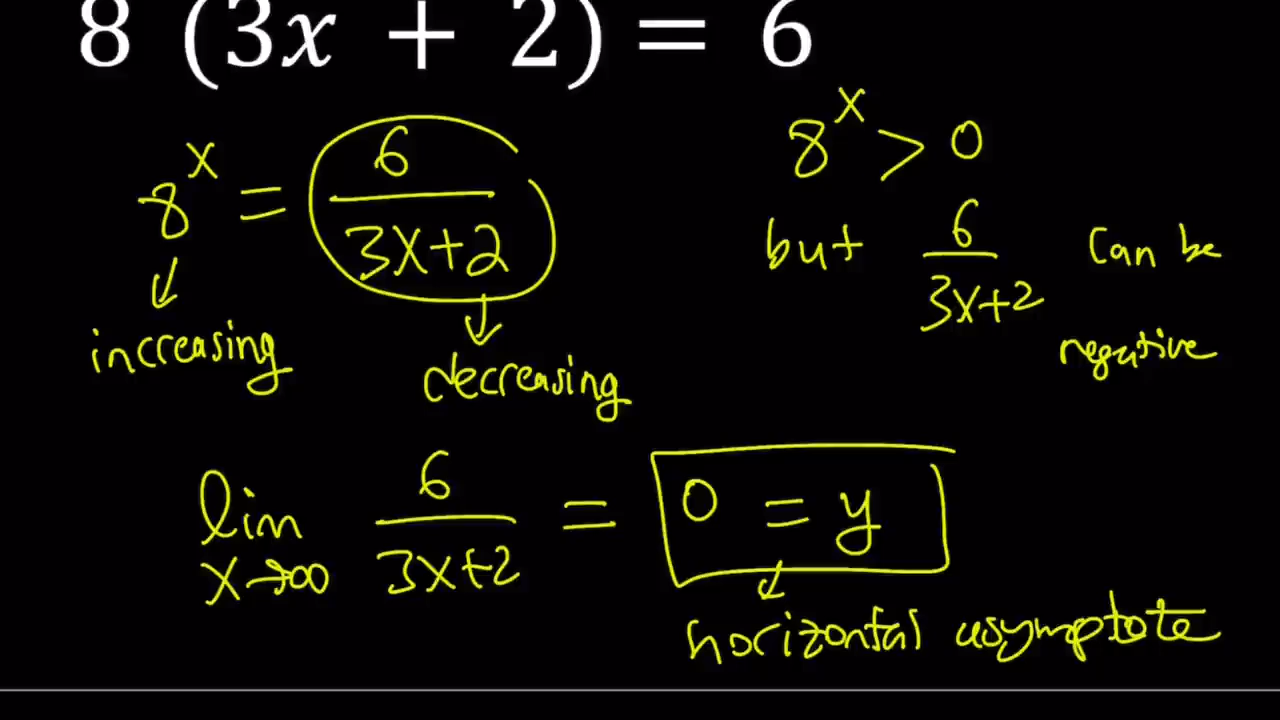 8 (3x + 2) = 6
8^x = 6/(3x+2)
8^x > 0
but 6/(3x+2) can be negative
increasing
decreasing
lim x→∞ 6/(3x+2) = 0 = y
horizontal asymptote